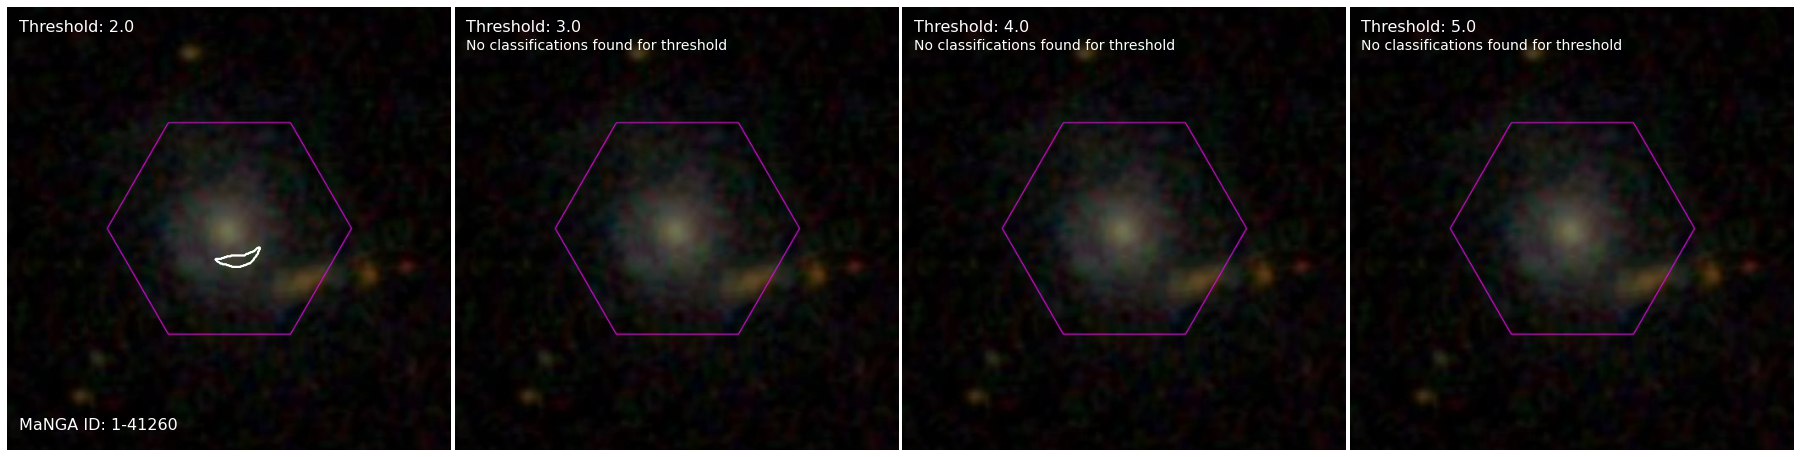 Threshold: 2.0
MaNGA ID: 1-41260
Threshold: 3.0
No classifications found for threshold
Threshold: 4.0
No classifications found for threshold
Threshold: 5.0
No classifications found for threshold